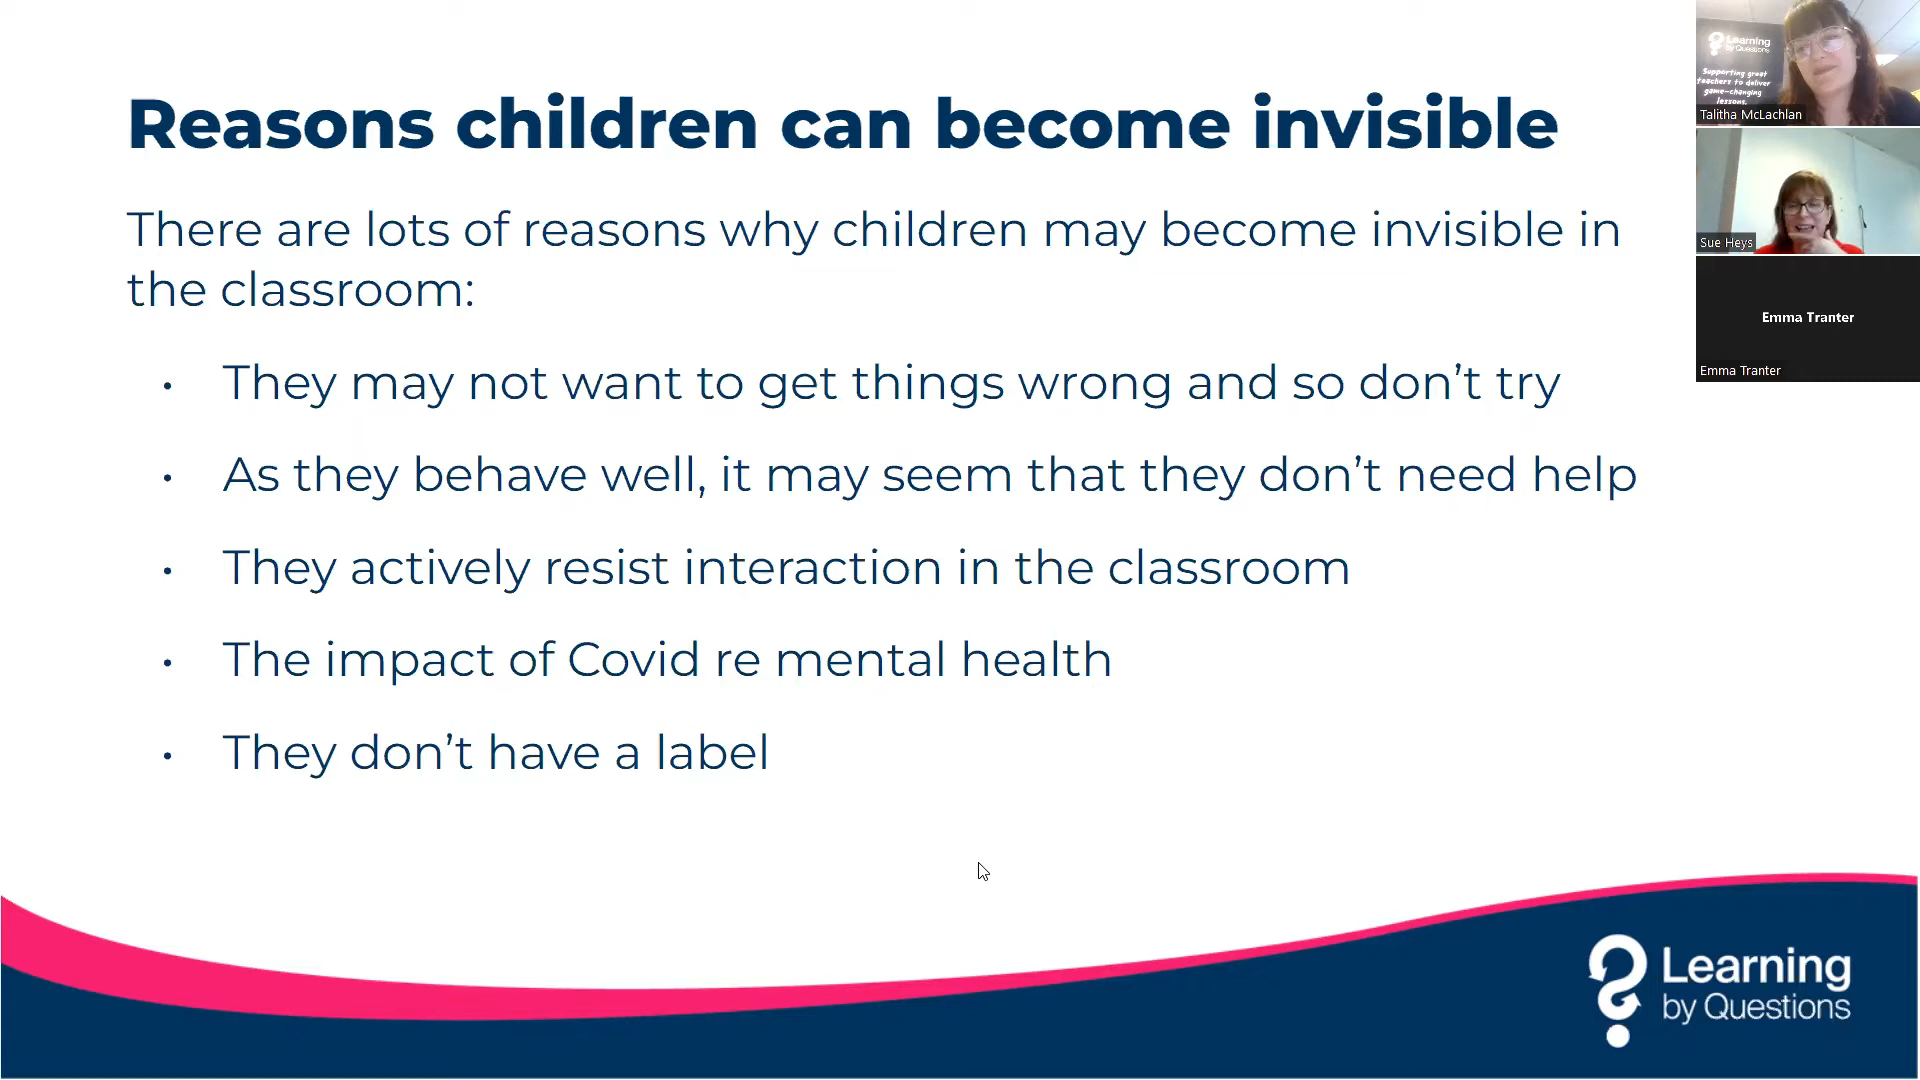 Reasons children can become invisible
There are lots of reasons why children may become invisible in
the classroom:
• They may not want to get things wrong and so don’t try
• As they behave well, it may seem that they don’t need help
• They actively resist interaction in the classroom
• The impact of Covid re mental health
• They don’t have a label
Learning
by Questions
Supporting great
teachers to deliver
game-changing
lessons.
Talitha McLachlan
Sue Heys
Emma Tranter
Emma Tranter
Learning
by Questions